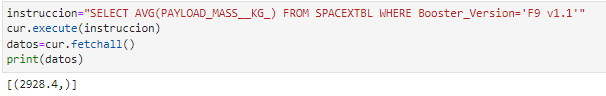 instruccion="SELECT AVG(PAYLOAD_MASS__KG_) FROM SPACEXTBL WHERE Booster_Version='F9 v1.1'"
cur.execute(instruccion)
datos=cur.fetchall()
print(datos)
[(2928.4,)]